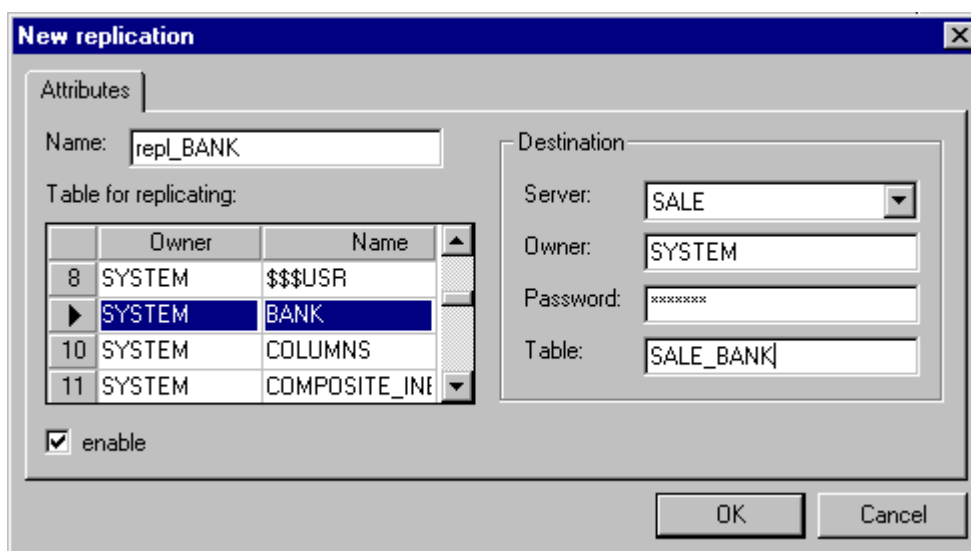 New replication
Attributes
Name: repl_BANK
Table for replicating:
Owner Name
8 SYSTEM $$$USR
SYSTEM BANK
10 SYSTEM COLUMNS
11 SYSTEM COMPOSITE_INE
enable
Destination
Server: SALE
Owner: SYSTEM
Password: *******
Table: SALE_BANK
OK Cancel